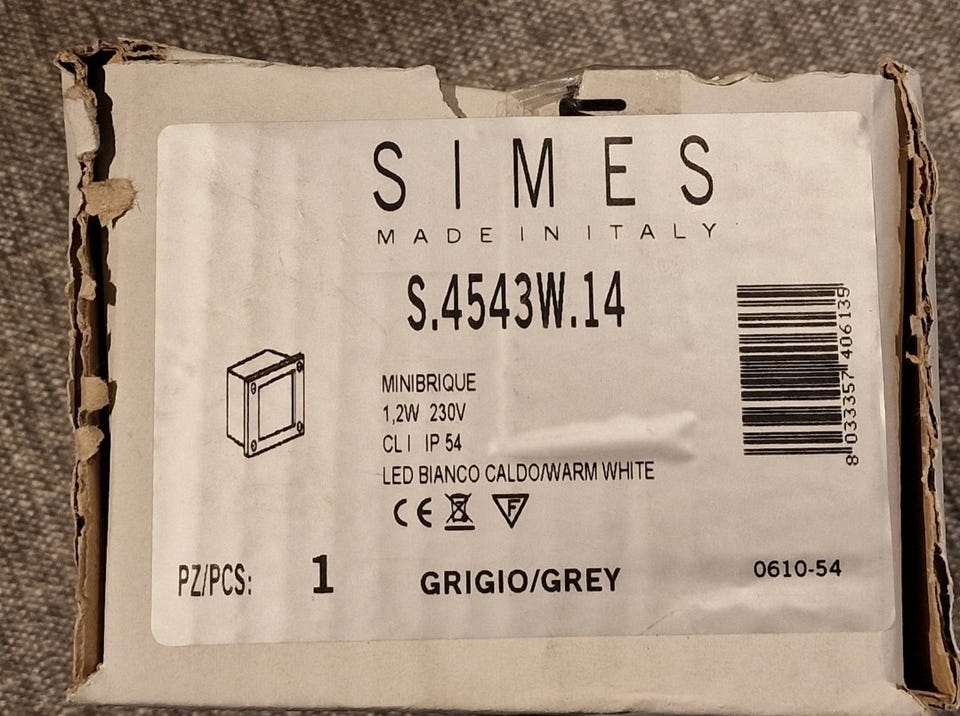 SIMES
MADE IN ITALY
S.4543W.14
MINIBRIQUE
1,2W 230V
CL I IP 54
LED BIANCO CALDO/WARM WHITE
CE F
PZ/PCS: 1 GRIGIO/GREY 0610-54
8 033357 406139